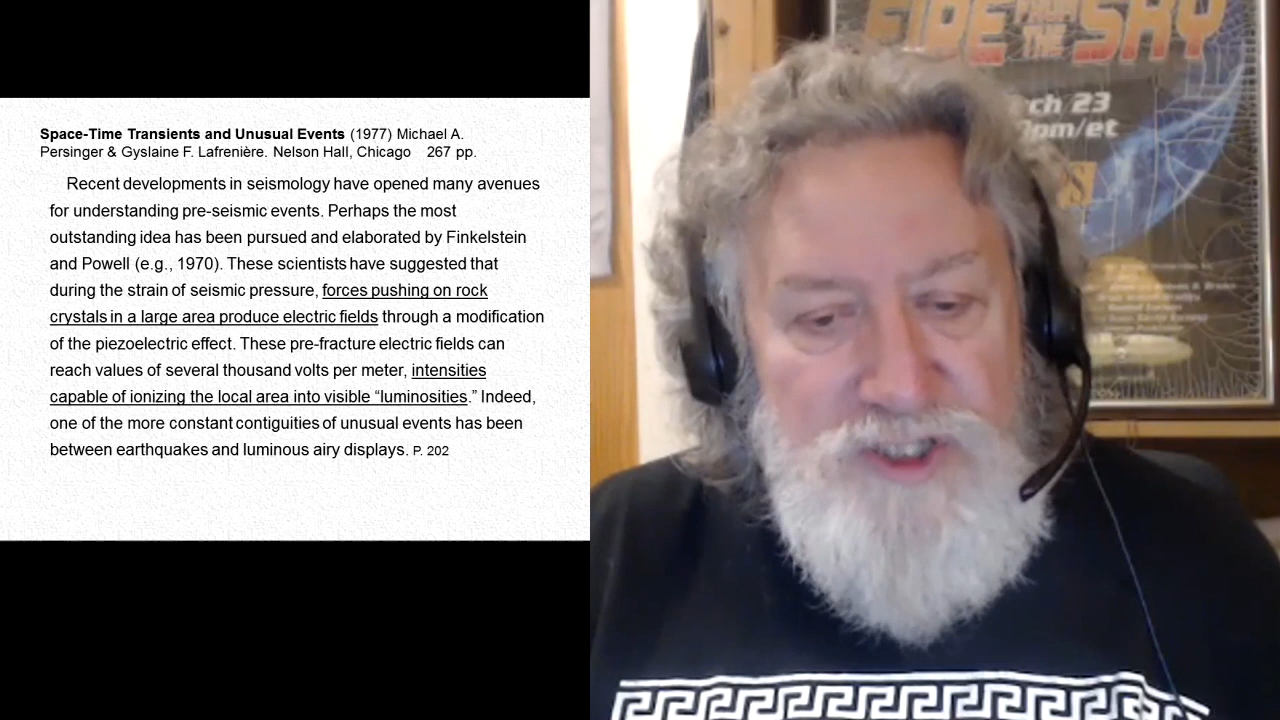 Space-Time Transients and Unusual Events (1977) Michael A.
Persinger & Gyslaine F. Lafrenière. Nelson Hall, Chicago 267 pp.
Recent developments in seismology have opened many avenues
for understanding pre-seismic events. Perhaps the most
outstanding idea has been pursued and elaborated by Finkelstein
and Powell (e.g., 1970). These scientists have suggested that
during the strain of seismic pressure, forces pushing on rock
crystals in a large area produce electric fields through a modification
of the piezoelectric effect. These pre-fracture electric fields can
reach values of several thousand volts per meter, intensities
capable of ionizing the local area into visible “luminosities.” Indeed,
one of the more constant contiguities of unusual events has been
between earthquakes and luminous airy displays. P. 202
FIRE FROM THE SKY
ch 23
pm/et